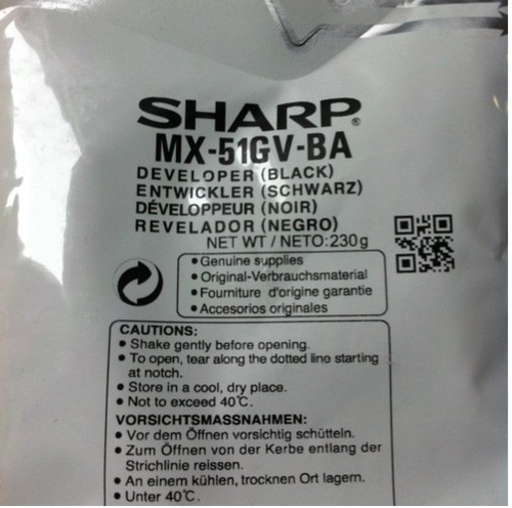 SHARP®
MX-51GV-BA
DEVELOPER (BLACK)
ENTWICKLER (SCHWARZ)
DÉVELOPPEUR (NOIR)
REVELADOR (NEGRO)
NET WT / NETO:230g
• Genuine supplies
• Original-Verbrauchsmaterial
• Fourniture d'origine garantie
• Accesorios originales
CAUTIONS:
• Shake gently before opening.
• To open, tear along the dotted line starting
at notch.
• Store in a cool, dry place.
• Not to exceed 40℃.
VORSICHTSMASSNAHMEN:
• Vor dem Öffnen vorsichtig schütteln.
• Zum Öffnen von der Kerbe entlang der
Strichlinie reissen.
• An einem kühlen, trocknen Ort lagern.
• Unter 40℃.